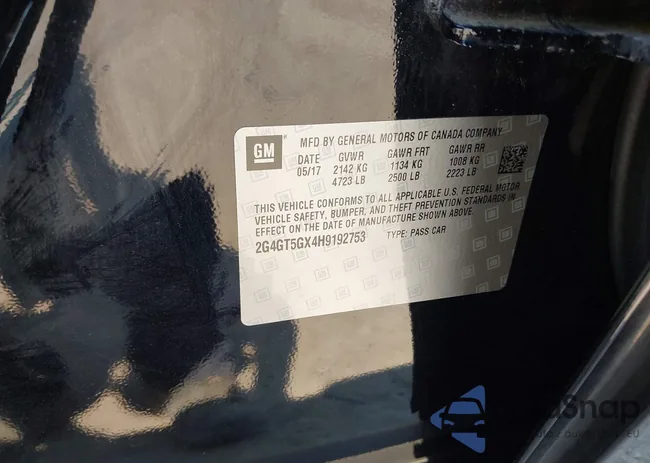 GM
MFD BY GENERAL MOTORS OF CANADA COMPANY
DATE GVWR GAWR FRT GAWR RR
05/17 2142 KG 1134 KG 1008 KG
4723 LB 2500 LB 2223 LB
THIS VEHICLE CONFORMS TO ALL APPLICABLE U.S. FEDERAL MOTOR
VEHICLE SAFETY, BUMPER, AND THEFT PREVENTION STANDARDS IN
EFFECT ON THE DATE OF MANUFACTURE SHOWN ABOVE.
2G4GT5GX4H9192753 TYPE: PASS CAR